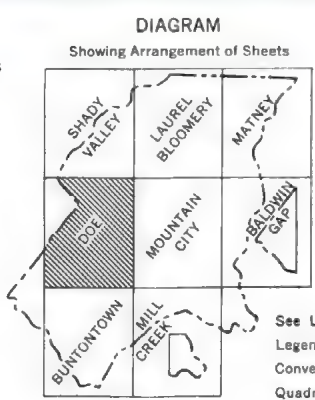 DIAGRAM
Showing Arrangement of Sheets
SHADY
VALLEY
LAUREL
BLOOMERY
MATNEY
DOE
MOUNTAIN
CITY
BALDWIN
GAP
BUNTONTOWN
MILL
CREEK
See
Legen
Conve
Quadr